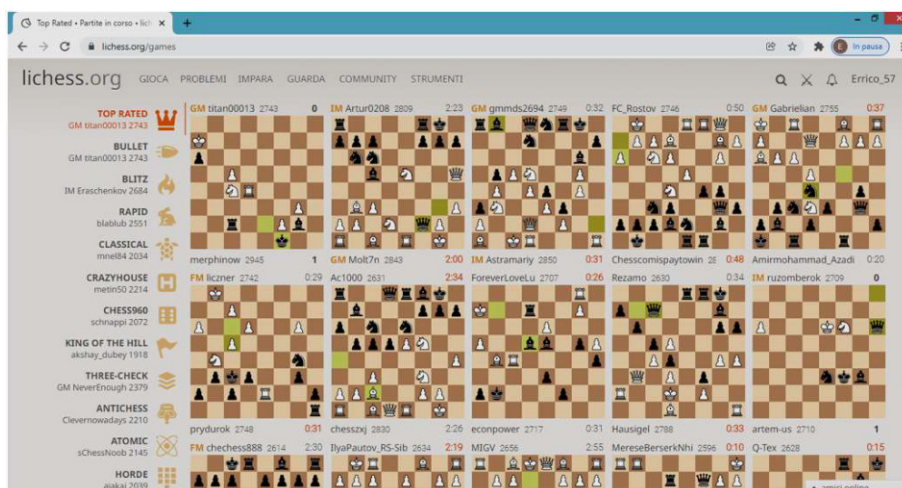 Top Rated • Partite in corso • lich
lichess.org/games
In pausa
lichess.org GIOCA PROBLEMI IMPARA GUARDA COMMUNITY STRUMENTI Errico_57
TOP RATED
GM titan00013 2743
BULLET
GM titan00013 2743
BLITZ
IM Eraschenkov 2684
RAPID
blablub 2551
CLASSICAL
mnel84 2034
CRAZYHOUSE
metin50 2214
CHESS960
schnappi 2072
KING OF THE HILL
akshay_dubey 1918
THREE-CHECK
GM NeverEnough 2379
ANTICHESS
Clevernowadays 2210
ATOMIC
sChessNoob 2145
HORDE
ajakaj 2039
GM titan00013 2743 0 IM Artur0208 2809 2:23 GM gmmds2694 2749 0:32 FC_Rostov 2746 0:50 GM Gabrielian 2755 0:37
merphinow 2945 1 GM Molt7n 2843 2:00 IM Astramariy 2850 0:31 Chesscomispaytowin 0:48 Amirmohammad_Azadi 0:20
FM liczner 2742 0:29 Ac1000 2631 2:34 ForeverLoveLu 2707 0:26 Rezamo 2630 0:34 IM ruzomberok 2709 0
prydurok 2748 0:31 chesszxj 2830 2:26 econpower 2717 0:31 Hausigel 2788 0:33 artem-us 2710 1
FM chechess888 2614 2:30 IlyaPautov_RS-Sib 2634 2:19 MIGV 2656 2:55 MereseBerserkNhi 2596 0:10 Q-Tex 2628 0:15
amici online